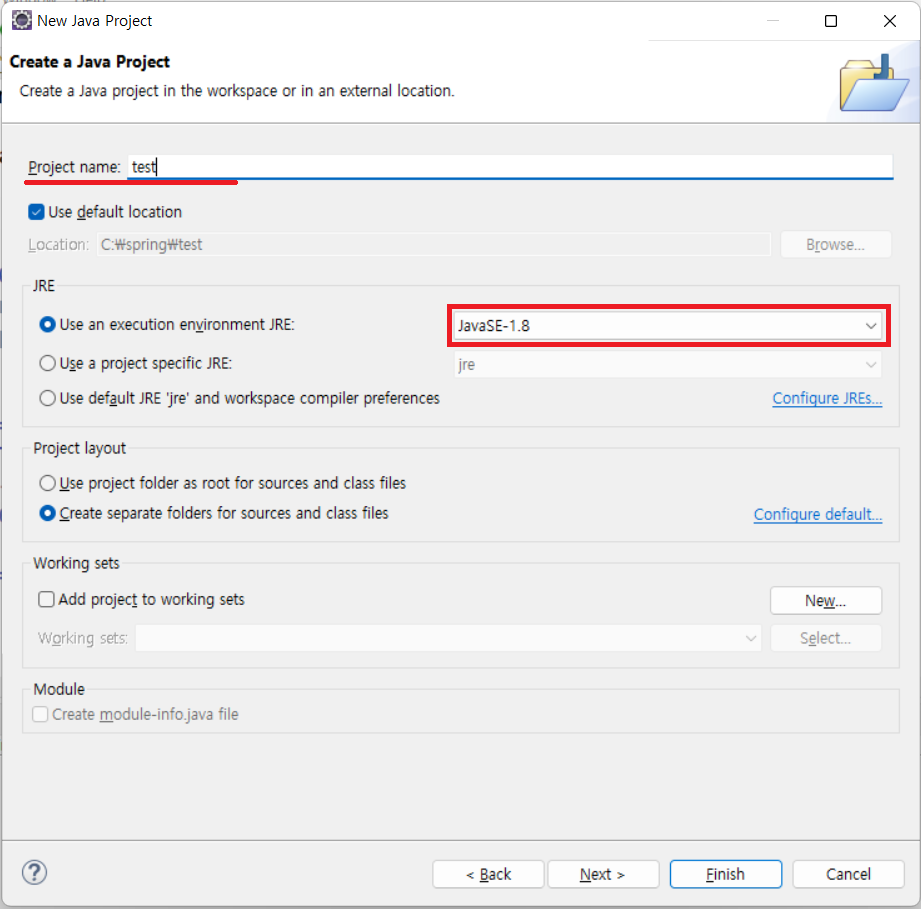 New Java Project
Create a Java Project
Create a Java project in the workspace or in an external location.
Project name: test
Use default location
Location: C:₩spring₩test Browse...
JRE
Use an execution environment JRE: JavaSE-1.8
Use a project specific JRE: jre
Use default JRE 'jre' and workspace compiler preferences Configure JREs...
Project layout
Use project folder as root for sources and class files
Create separate folders for sources and class files Configure default...
Working sets
Add project to working sets New...
Working sets: Select...
Module
Create module-info.java file
? < Back Next > Finish Cancel